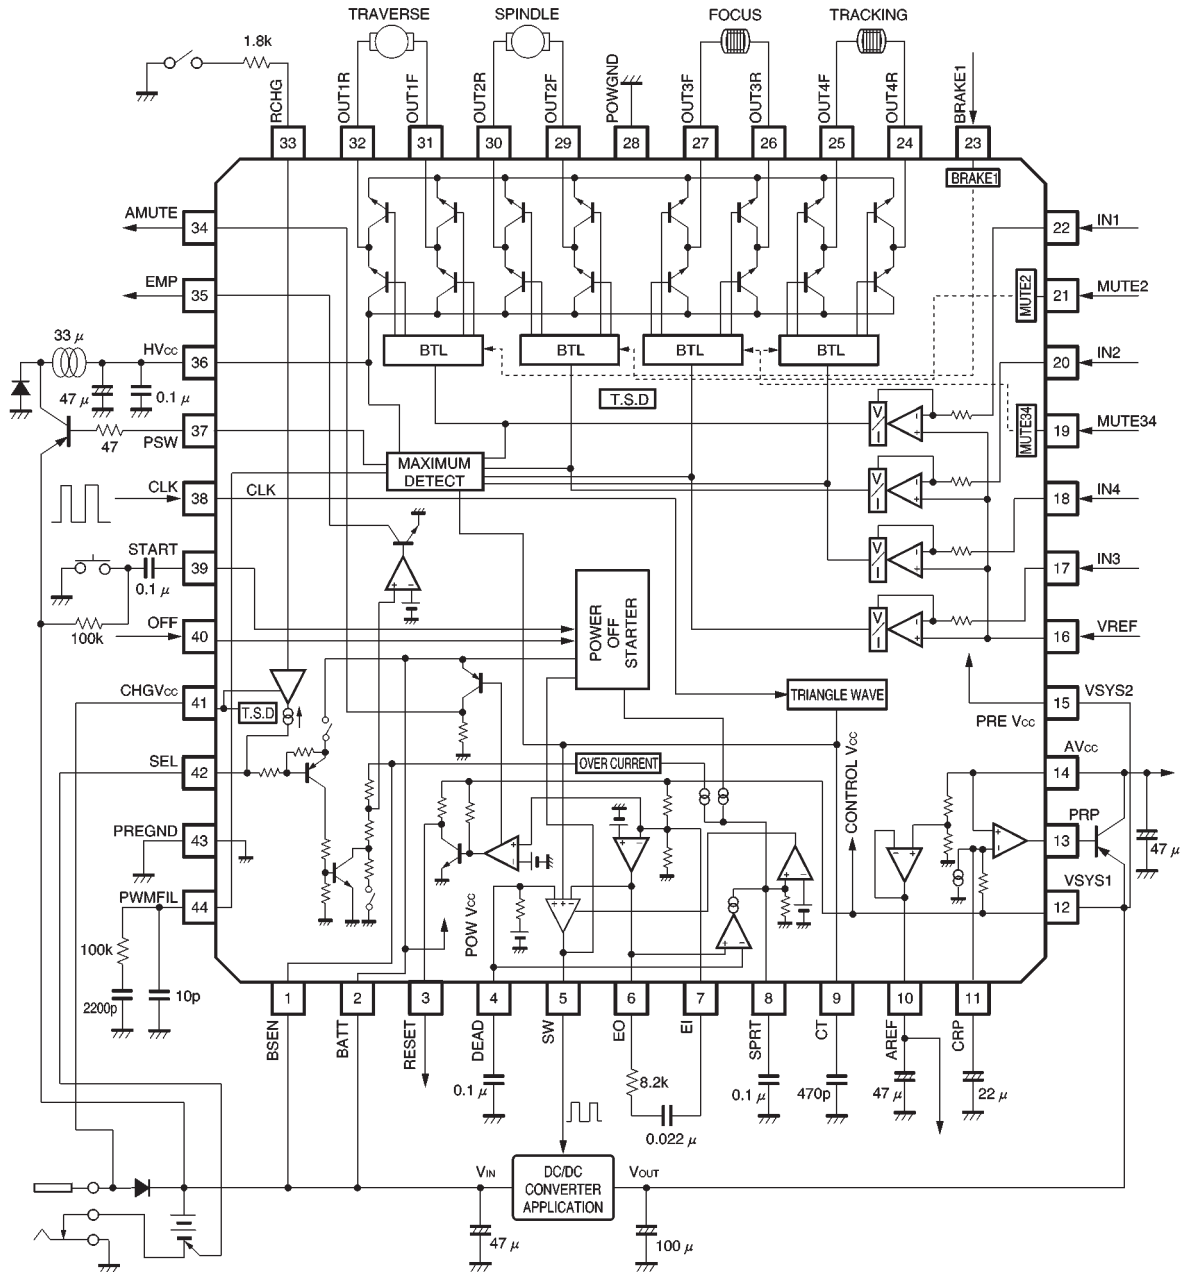 TRAVERSE
SPINDLE
FOCUS
TRACKING
1.8k
RCHG
OUT1R
OUT1F
OUT2R
OUT2F
POWGND
OUT3F
OUT3R
OUT4F
OUT4R
BRAKE1
33
32
31
30
29
28
27
26
25
24
23
BRAKE1
AMUTE
34
22
IN1
EMP
35
MUTE2
21
MUTE2
33 μ
HVcc
36
BTL
BTL
BTL
BTL
20
IN2
47 μ
0.1 μ
T.S.D
V
I
47
PSW
37
MUTE34
19
MUTE34
MAXIMUM
DETECT
CLK
38
CLK
V
I
18
IN4
START
39
0.1 μ
V
I
17
IN3
100k
OFF
40
POWER
OFF
STARTER
V
I
16
VREF
CHGVcc
41
T.S.D
TRIANGLE WAVE
PRE Vcc
15
VSYS2
SEL
42
OVER CURRENT
CONTROL Vcc
14
AVcc
PREGND
43
13
PRP
47 μ
PWMFIL
44
POW Vcc
12
VSYS1
100k
2200p
10p
1
2
3
4
5
6
7
8
9
10
11
BSEN
BATT
RESET
DEAD
SW
EO
EI
SPRT
CT
AREF
CRP
0.1 μ
8.2k
0.022 μ
0.1 μ
470p
47 μ
22 μ
VIN
DC/DC
CONVERTER
APPLICATION
VOUT
47 μ
100 μ